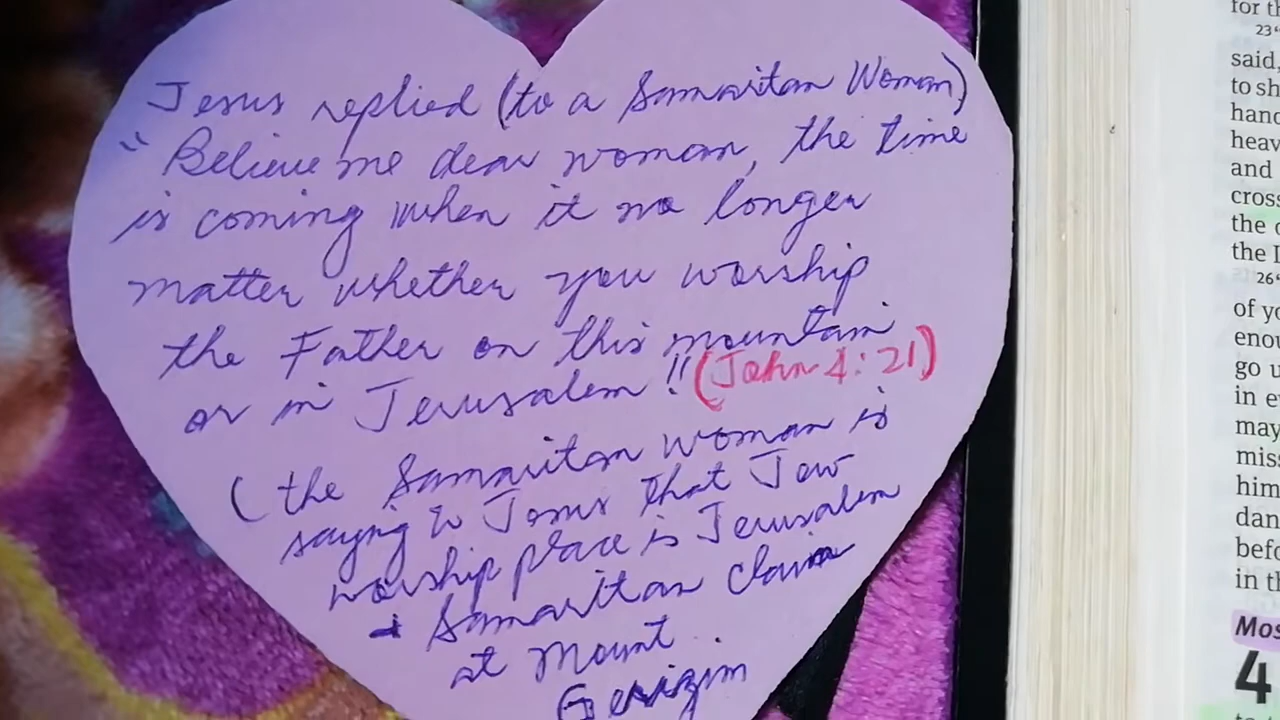 Jesus replied (to a Samaritan Woman)
" Believe me dear woman, the time
is coming when it no longer
matter whether you worship
the Father on this mountain
or in Jerusalem !! (John 4:21)
( the Samaritan woman is
saying to Jesus that Jew
worship place is Jerusalem
+ Samaritan claim
at Mount
Gerizim
for th
23"
said,
to sh
hand
heav
and
cross
the
the
26
of yo
enou
go u
in e
may
miss
him
dan
befo
in th
Mos
4